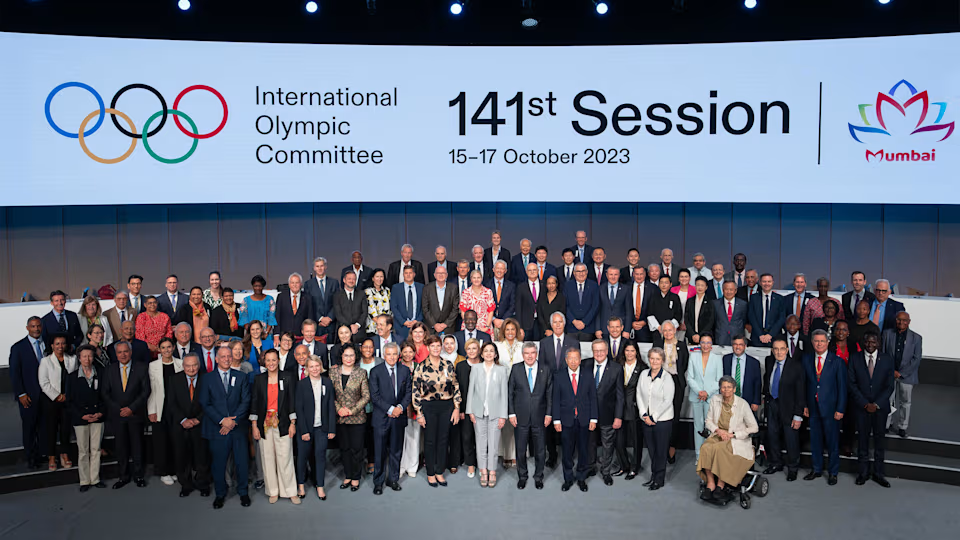 International
Olympic
Committee
141st Session
15–17 October 2023
Mumbai